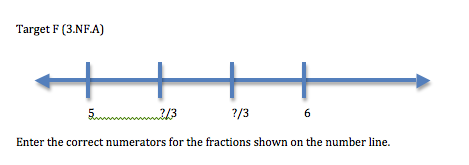 Target F (3.NF.A)
5 ?/3 ?/3 6
Enter the correct numerators for the fractions shown on the number line.